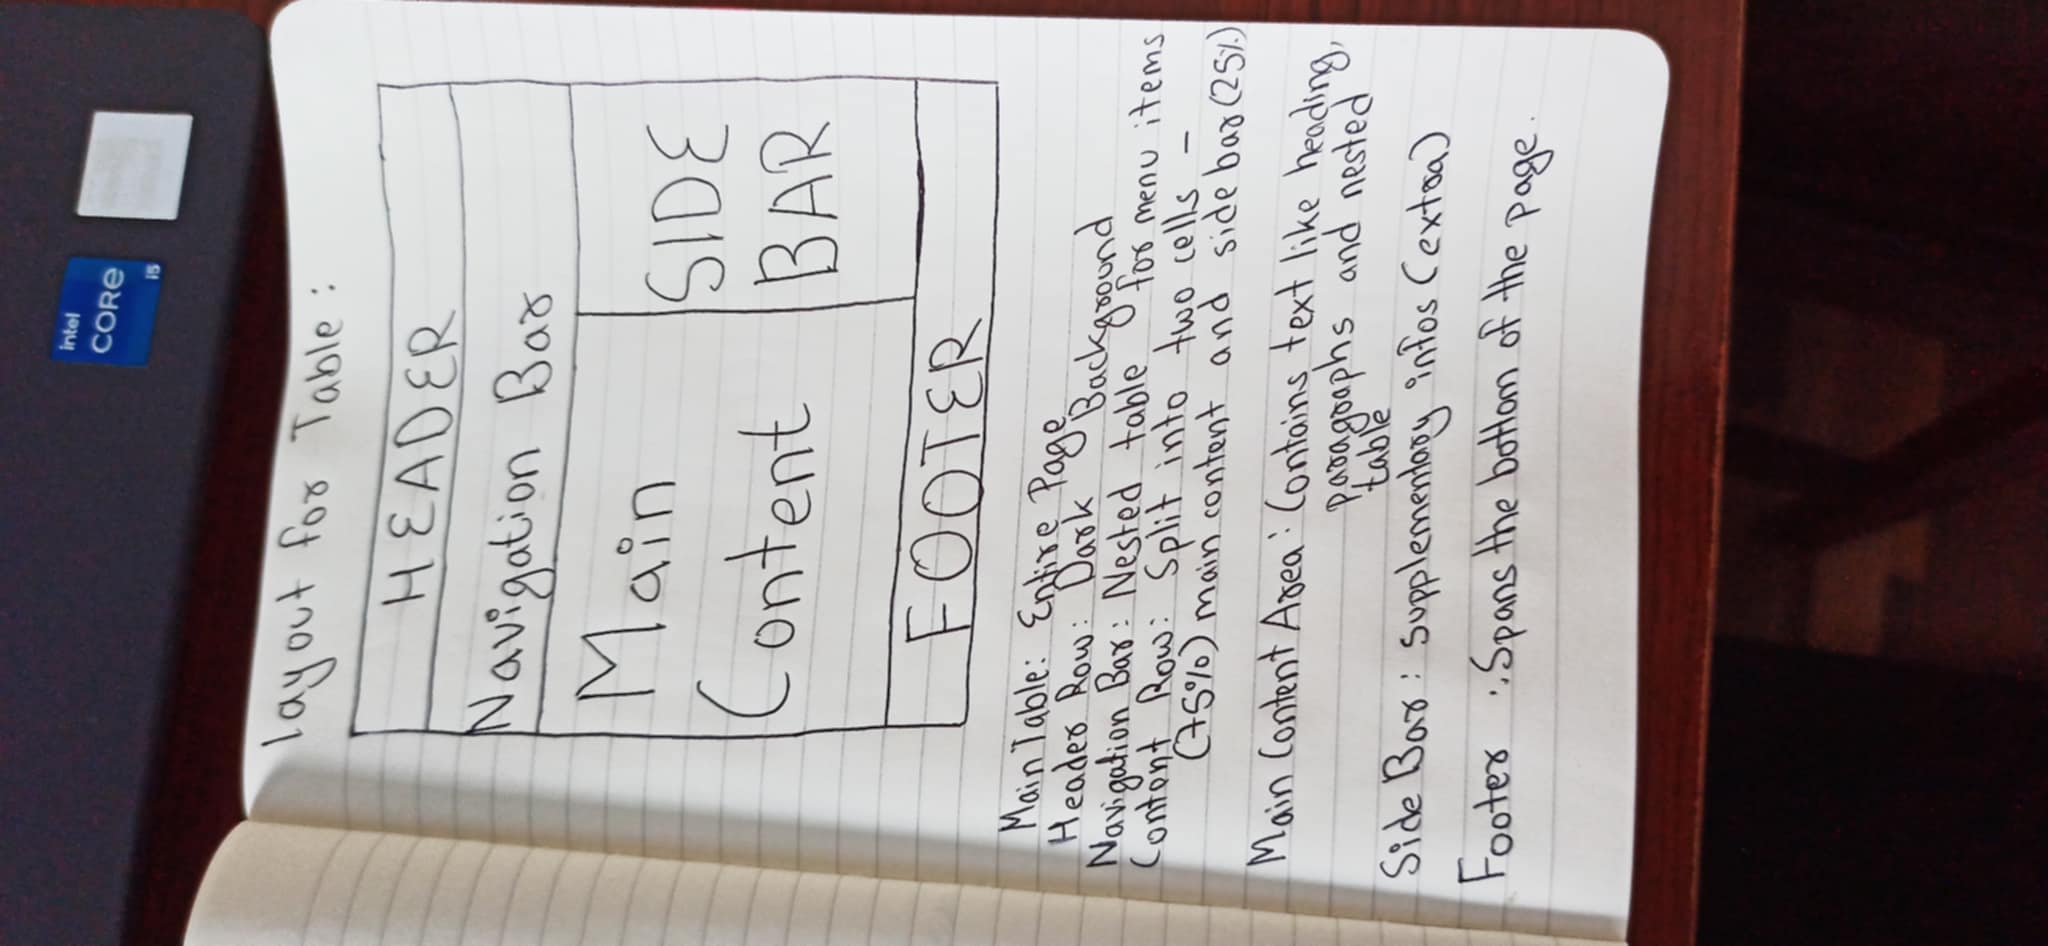 intel
CORE
i5
Layout for Table :
HEADER
Navigation Bar
Main
Content
SIDE
BAR
FOOTER
Main Table: Entire Page
Header Row: Dark Background
Navigation Bar: Nested table for menu items
Content Row: Split into two cells –
(75%) main content and side bar (25%)
Main Content Area: Contains text like heading,
paragraphs and nested
table
Side Bar: supplementary infos (extra)
Footer : Spans the bottom of the page.